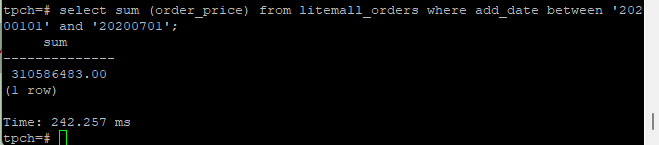 tpch=# select sum (order_price) from litemall_orders where add_date between '202
00101' and '20200701';
     sum
--------------
 310586483.00
(1 row)

Time: 242.257 ms
tpch=#